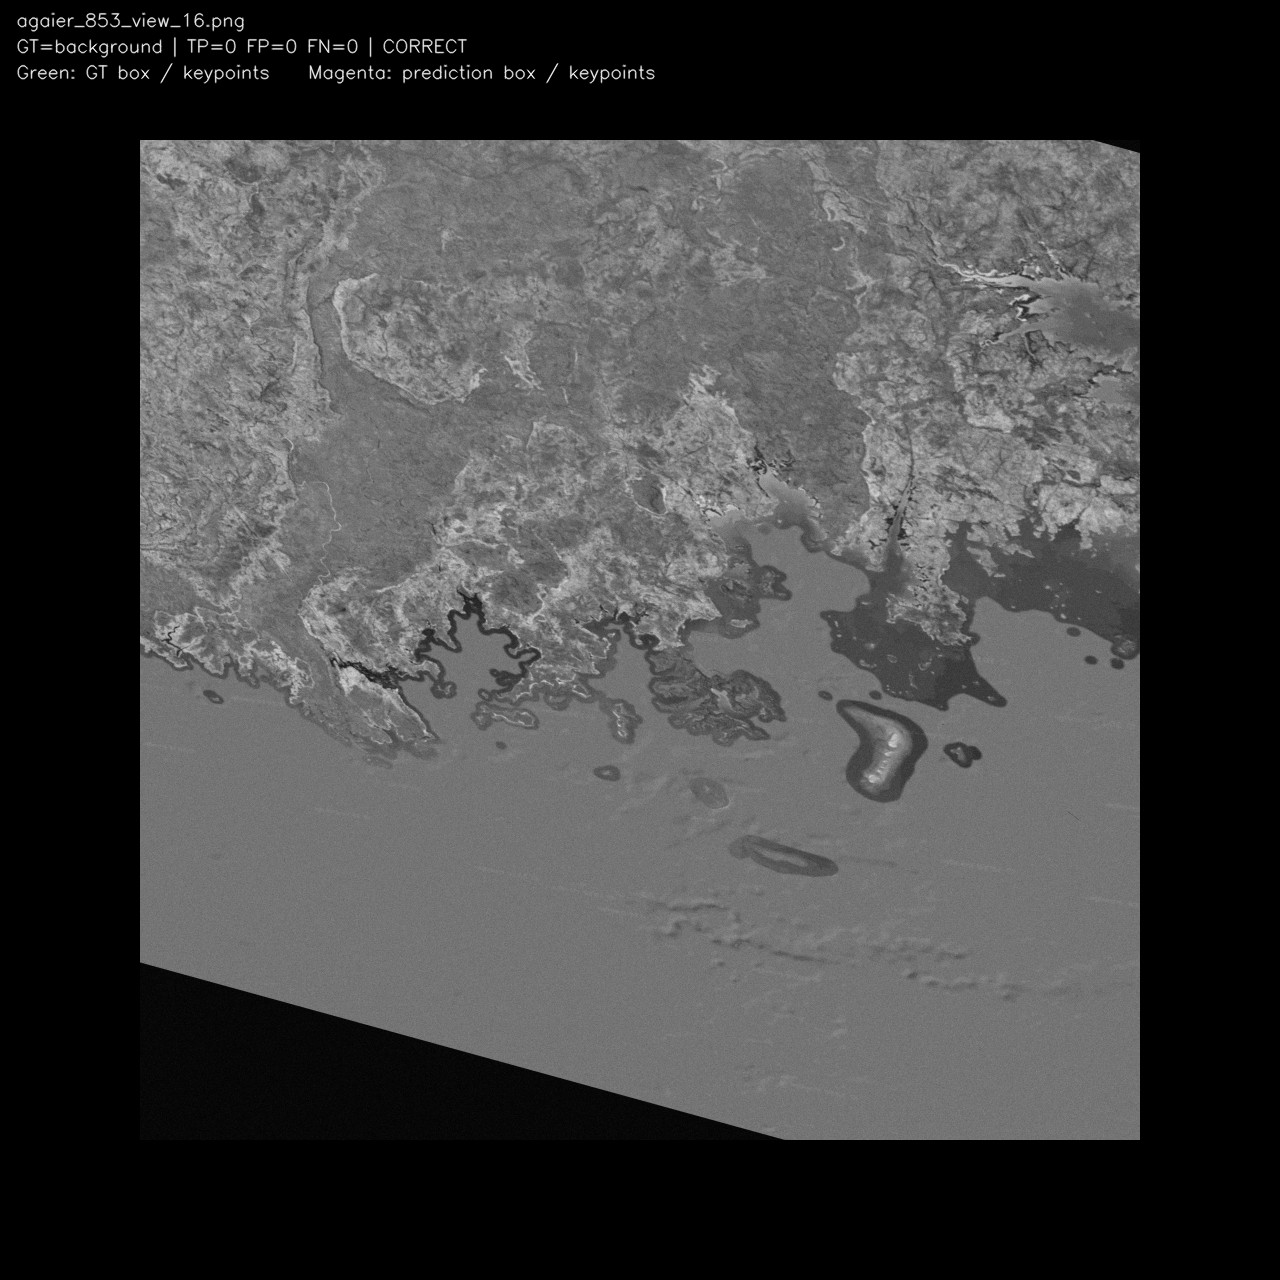 agaier_853_view_16.png
GT=background | TP=0 FP=0 FN=0 | CORRECT
Green: GT box / keypoints    Magenta: prediction box / keypoints